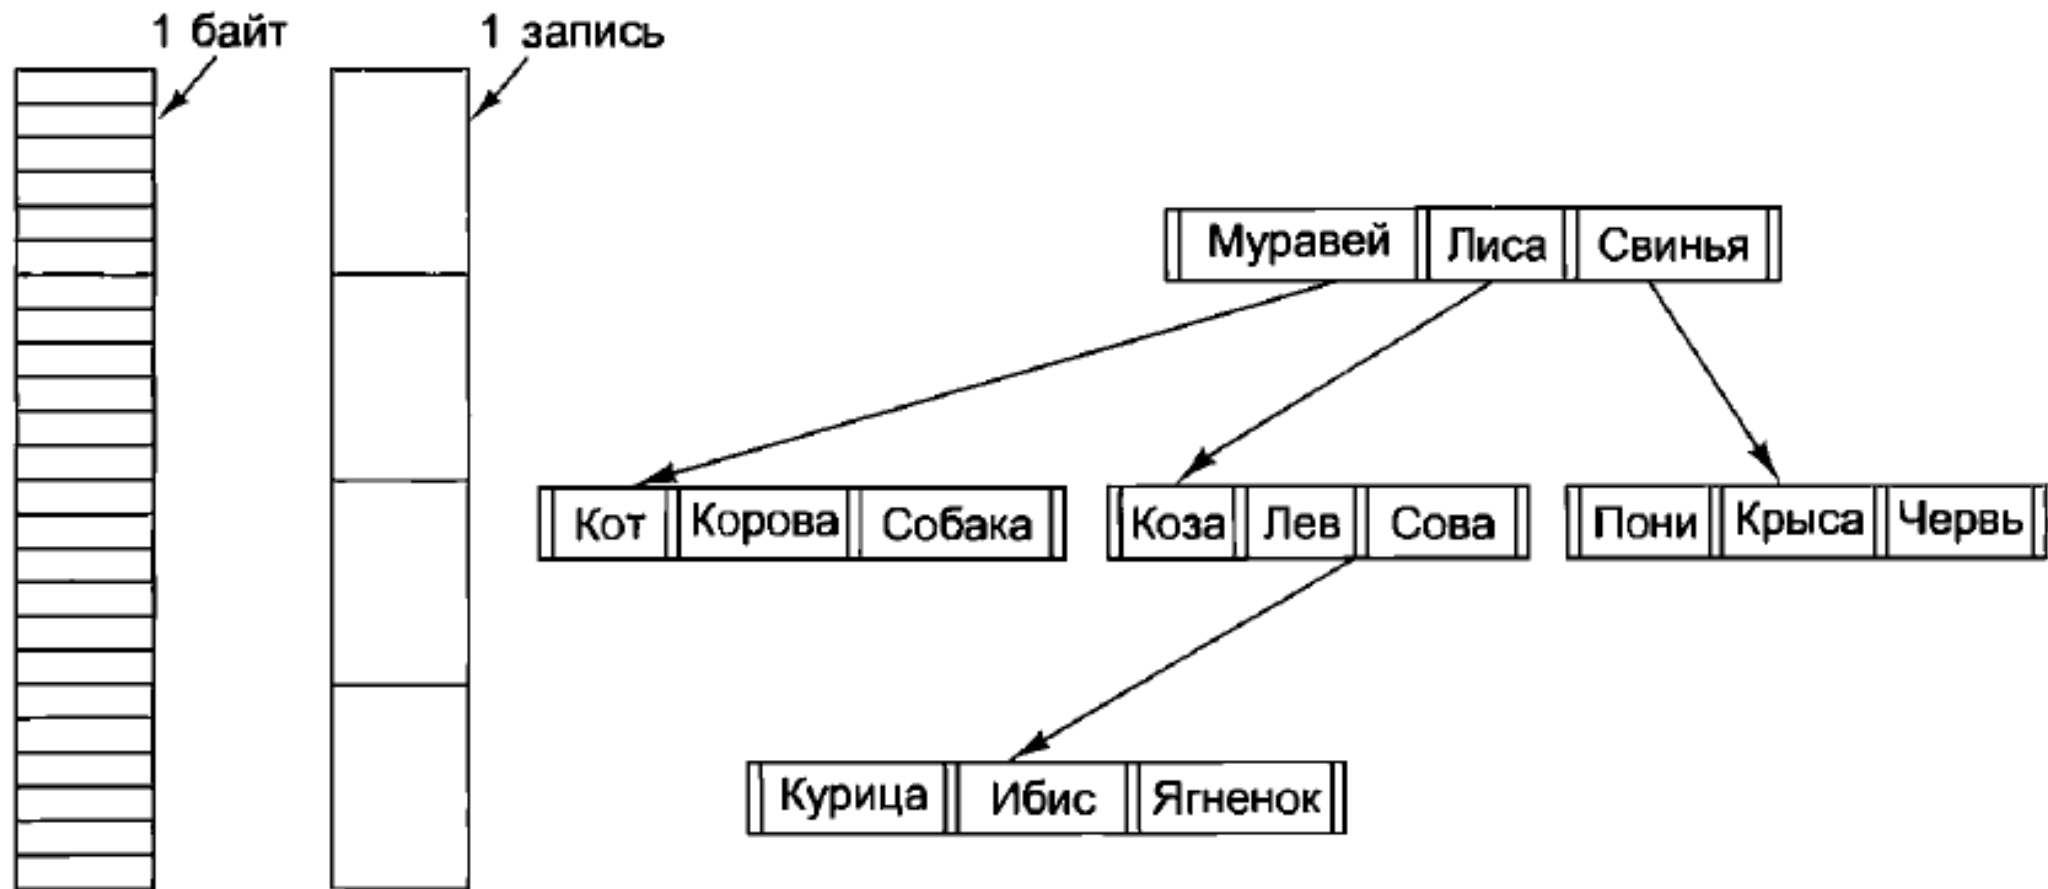 1 байт
1 запись
Муравей Лиса Свинья
Кот Корова Собака
Коза Лев Сова
Пони Крыса Червь
Курица Ибис Ягненок